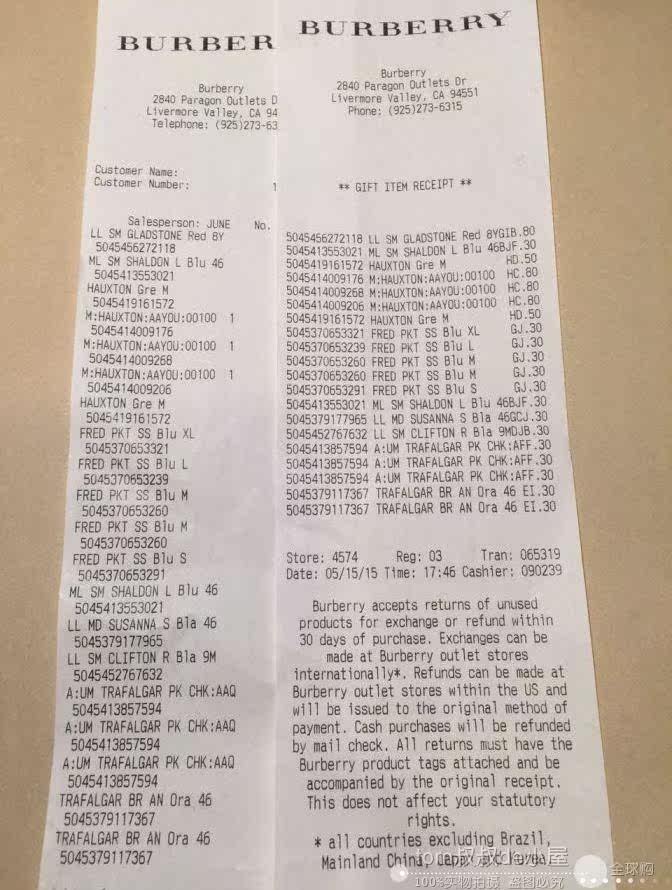 BURBER
Burberry
2840 Paragon Outlets D
Livermore Valley, CA 94
Telephone: (925)273-63
Customer Name:
Customer Number: 1
Salesperson: JUNE No.
LL SM GLADSTONE Red 8Y
5045456272118
ML SM SHALDON L Blu 46
5045413553021
HAUXTON Gre M
5045419161572
M:HAUXTON:AAYOU:00100 1
5045414009176
M:HAUXTON:AAYOU:00100 1
5045414009268
M:HAUXTON:AAYOU:00100 1
5045414009206
HAUXTON Gre M
5045419161572
FRED PKT SS Blu XL
5045370653321
FRED PKT SS Blu L
5045370653239
FRED PKT SS Blu M
5045370653260
FRED PKT SS Blu M
5045370653260
FRED PKT SS Blu S
5045370653291
ML SM SHALDON L Blu 46
5045413553021
LL MD SUSANNA S Bla 46
5045379177965
LL SM CLIFTON R Bla 9M
5045452767632
A:UM TRAFALGAR PK CHK:AAQ
5045413857594
A:UM TRAFALGAR PK CHK:AAQ
5045413857594
A:UM TRAFALGAR PK CHK:AAQ
5045413857594
TRAFALGAR BR AN Ora 46
5045379117367
TRAFALGAR BR AN Ora 46
5045379117367
BURBERRY
Burberry
2840 Paragon Outlets Dr
Livermore Valley, CA 94551
Phone: (925)273-6315
** GIFT ITEM RECEIPT **
5045456272118 LL SM GLADSTONE Red 8YGIB.80
5045413553021 ML SM SHALDON L Blu 46BJF.30
5045419161572 HAUXTON Gre M HD.50
5045414009176 M:HAUXTON:AAYOU:00100 HC.80
5045414009268 M:HAUXTON:AAYOU:00100 HC.80
5045414009206 M:HAUXTON:AAYOU:00100 HC.80
5045419161572 HAUXTON Gre M HD.50
5045370653321 FRED PKT SS Blu XL GJ.30
5045370653239 FRED PKT SS Blu L GJ.30
5045370653260 FRED PKT SS Blu M GJ.30
5045370653260 FRED PKT SS Blu M GJ.30
5045370653291 FRED PKT SS Blu S GJ.30
5045413553021 ML SM SHALDON L Blu 46BJF.30
5045379177965 LL MD SUSANNA S Bla 46GCJ.30
5045452767632 LL SM CLIFTON R Bla 9MDJB.30
5045413857594 A:UM TRAFALGAR PK CHK:AFF.30
5045413857594 A:UM TRAFALGAR PK CHK:AFF.30
5045413857594 A:UM TRAFALGAR PK CHK:AFF.30
5045379117367 TRAFALGAR BR AN Ora 46 EI.30
5045379117367 TRAFALGAR BR AN Ora 46 EI.30
Store: 4574 Reg: 03 Tran: 065319
Date: 05/15/15 Time: 17:46 Cashier: 090239
Burberry accepts returns of unused
products for exchange or refund within
30 days of purchase. Exchanges can be
made at Burberry outlet stores
internationally*. Refunds can be made at
Burberry outlet stores within the US and
will be issued to the original method of
payment. Cash purchases will be refunded
by mail check. All returns must have the
Burberry product tags attached and be
accompanied by the original receipt.
This does not affect your statutory
rights.
* all countries excluding Brazil,
Mainland China, Japan
全球购
100%实物拍摄 盗图必究